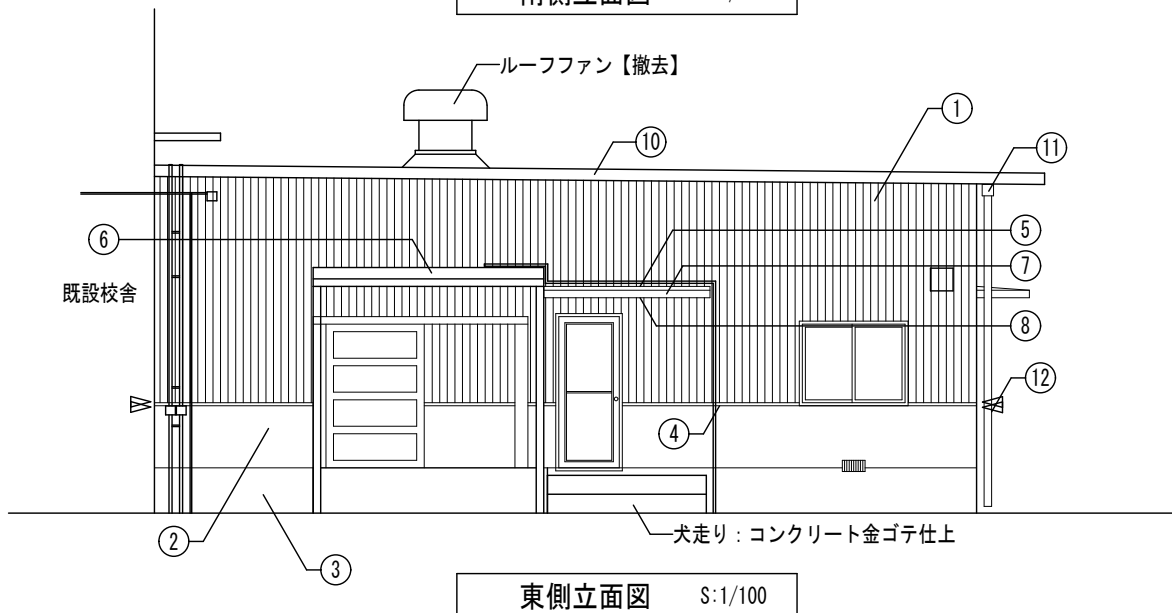 ルーフファン【撤去】
①
⑩
⑪
⑥
⑤
⑦
既設校舎
⑧
⑫
④
②
犬走り：コンクリート金ゴテ仕上
③
東側立面図 S:1/100